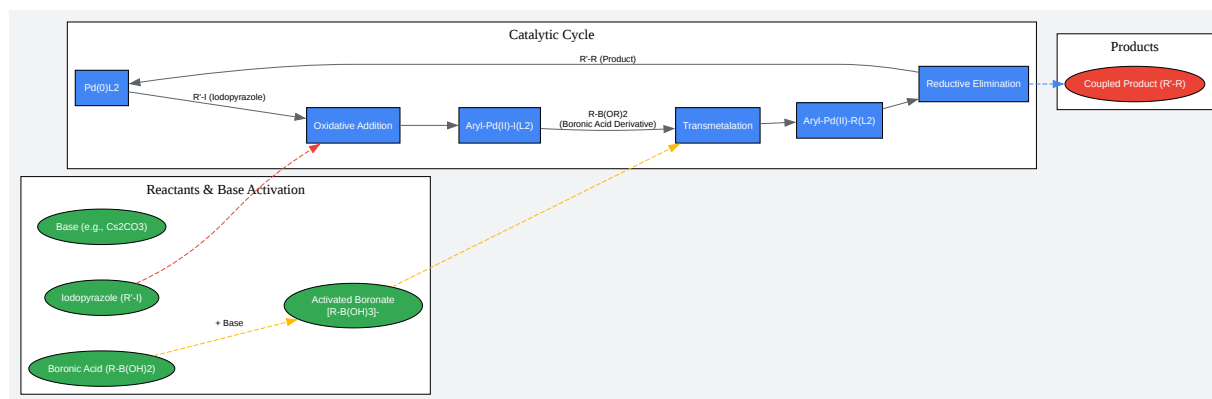 Catalytic Cycle
Products
R'-R (Product)
Pd(0)L2
R'-I (Iodopyrazole)
Oxidative Addition
Aryl-Pd(II)-I(L2)
R-B(OR)2
(Boronic Acid Derivative)
Transmetalation
Aryl-Pd(II)-R(L2)
Reductive Elimination
Coupled Product (R'-R)
Reactants & Base Activation
Base (e.g., Cs2CO3)
Iodopyrazole (R'-I)
Activated Boronate
[R-B(OH)3]-
+ Base
Boronic Acid (R-B(OH)2)